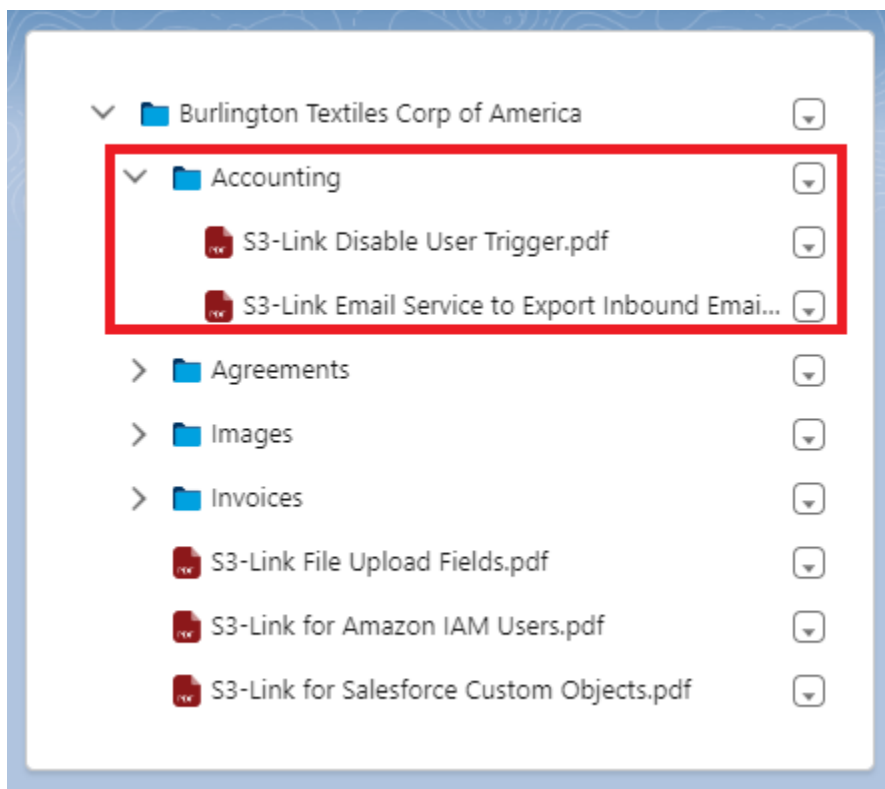 Burlington Textiles Corp of America
Accounting
S3-Link Disable User Trigger.pdf
S3-Link Email Service to Export Inbound Emai...
Agreements
Images
Invoices
S3-Link File Upload Fields.pdf
S3-Link for Amazon IAM Users.pdf
S3-Link for Salesforce Custom Objects.pdf